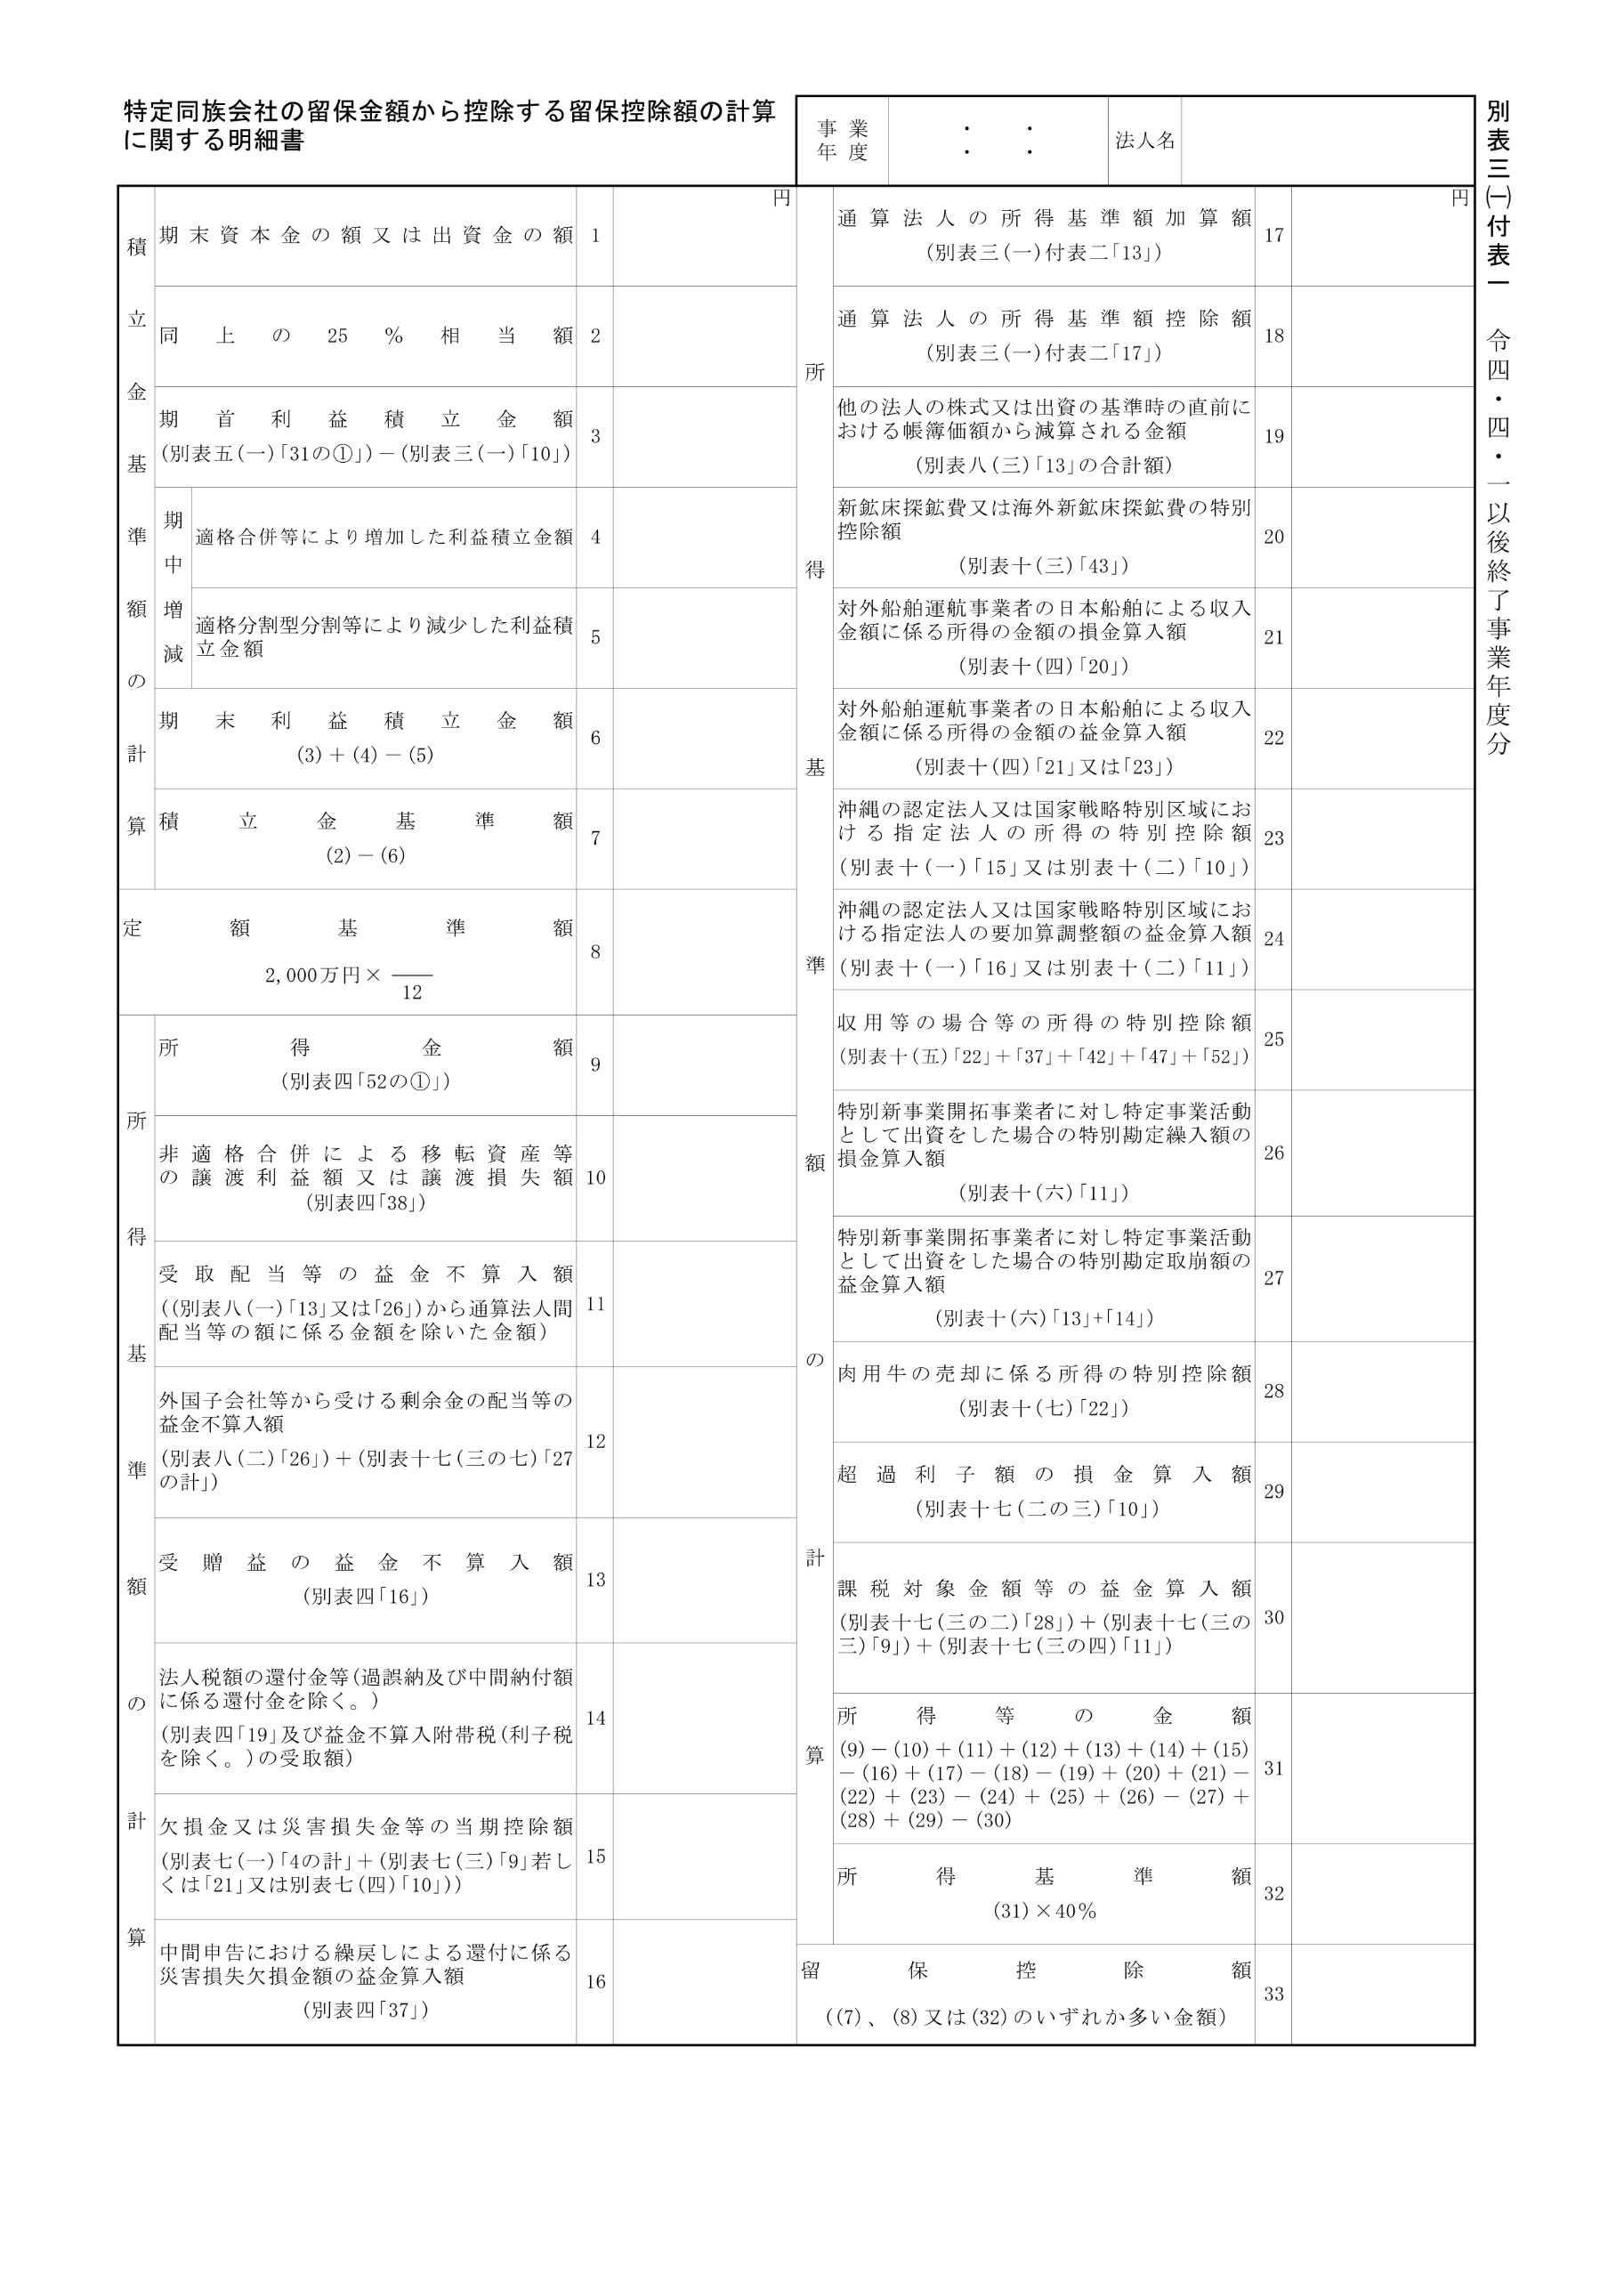 特定同族会社の留保金額から控除する留保控除額の計算
に関する明細書
事業
年度
： ：
法人名
別表三㈠付表一 令四・四・一以後終了事業年度分
積立金基準額の計算
円
期末資本金の額又は出資金の額 1
同上の25％相当額 2
期首利益積立金額
(別表五(一)「31の①」)－(別表三(一)「10」)
3
期中増減
適格合併等により増加した利益積立金額 4
適格分割型分割等により減少した利益積
立金額
5
期末利益積立金額
(3)＋(4)－(5)
6
積立金基準額
(2)－(6)
7
定額基準額
2,000万円×――
12
8
所得基準額の計算
所得金額
(別表四「52の①」)
9
非適格合併による移転資産等
の譲渡利益額又は譲渡損失額
(別表四「38」)
10
受取配当等の益金不算入額
((別表八(一)「13」又は「26」)から通算法人間
配当等の額に係る金額を除いた金額)
11
外国子会社等から受ける剰余金の配当等の
益金不算入額
(別表八(二)「26」)＋(別表十七(三の七)「27
の計」)
12
受贈益の益金不算入額
(別表四「16」)
13
法人税額の還付金等(過誤納及び中間納付額
に係る還付金を除く。)
(別表四「19」及び益金不算入附帯税(利子税
を除く。)の受取額)
14
欠損金又は災害損失金等の当期控除額
(別表七(一)「4の計」＋(別表七(三)「9」若し
くは「21」又は別表七(四)「10」))
15
中間申告における繰戻しによる還付に係る
災害損失欠損金額の益金算入額
(別表四「37」)
16
所得基準額の計算
円
通算法人の所得基準額加算額
(別表三(一)付表二「13」)
17
通算法人の所得基準額控除額
(別表三(一)付表二「17」)
18
他の法人の株式又は出資の基準時の直前に
おける帳簿価額から減算される金額
(別表八(三)「13」の合計額)
19
新鉱床探鉱費又は海外新鉱床探鉱費の特別
控除額
(別表十(三)「43」)
20
対外船舶運航事業者の日本船舶による収入
金額に係る所得の金額の損金算入額
(別表十(四)「20」)
21
対外船舶運航事業者の日本船舶による収入
金額に係る所得の金額の益金算入額
(別表十(四)「21」又は「23」)
22
沖縄の認定法人又は国家戦略特別区域にお
ける指定法人の所得の特別控除額
(別表十(一)「15」又は別表十(二)「10」)
23
沖縄の認定法人又は国家戦略特別区域にお
ける指定法人の要加算調整額の益金算入額
(別表十(一)「16」又は別表十(二)「11」)
24
収用等の場合等の所得の特別控除額
(別表十(五)「22」＋「37」＋「42」＋「47」＋「52」)
25
特別新事業開拓事業者に対し特定事業活動
として出資をした場合の特別勘定繰入額の
損金算入額
(別表十(六)「11」)
26
特別新事業開拓事業者に対し特定事業活動
として出資をした場合の特別勘定取崩額の
益金算入額
(別表十(六)「13」+「14」)
27
肉用牛の売却に係る所得の特別控除額
(別表十(七)「22」)
28
超過利子額の損金算入額
(別表十七(二の三)「10」)
29
課税対象金額等の益金算入額
(別表十七(三の二)「28」)＋(別表十七(三の
三)「9」)＋(別表十七(三の四)「11」)
30
所得等の金額
(9)－(10)＋(11)＋(12)＋(13)＋(14)＋(15)
－(16)＋(17)－(18)－(19)＋(20)＋(21)－
(22)＋(23)－(24)＋(25)＋(26)－(27)＋
(28)＋(29)－(30)
31
所得基準額
(31)×40％
32
留保控除額
((7)、(8)又は(32)のいずれか多い金額)
33